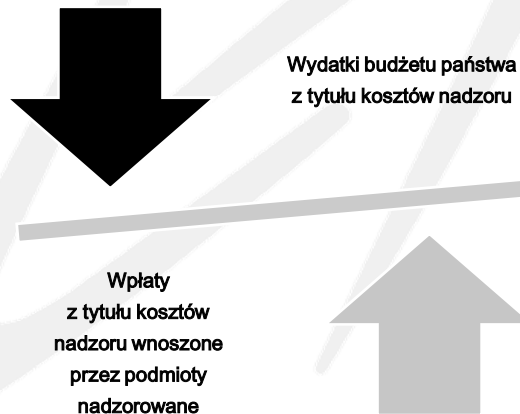 Wydatki budżetu państwa
z tytułu kosztów nadzoru
Wpłaty
z tytułu kosztów
nadzoru wnoszone
przez podmioty
nadzorowane